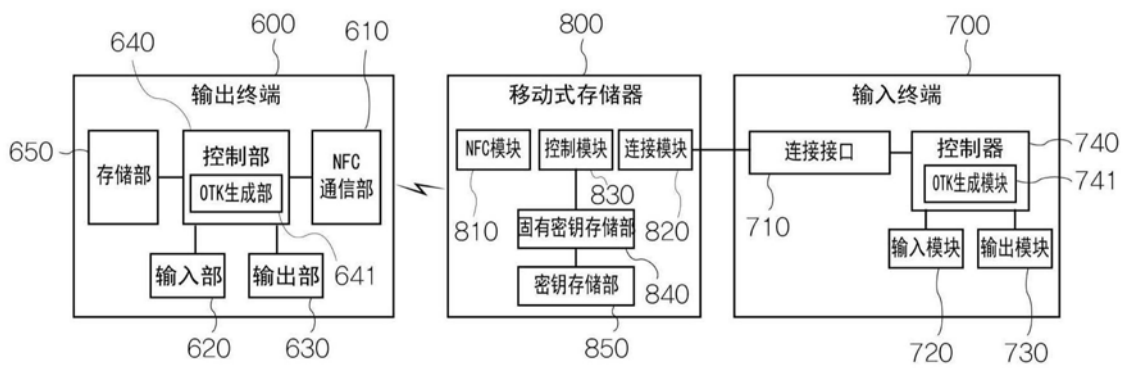 600
800
700
640
610
输出终端
移动式存储器
输入终端
650
存储部
控制部
OTK生成部
NFC
通信部
NFC模块
控制模块
连接模块
连接接口
控制器
OTK生成模块
740
741
810
830
820
710
固有密钥存储部
输入部
输出部
641
密钥存储部
840
输入模块
输出模块
620
630
850
720
730